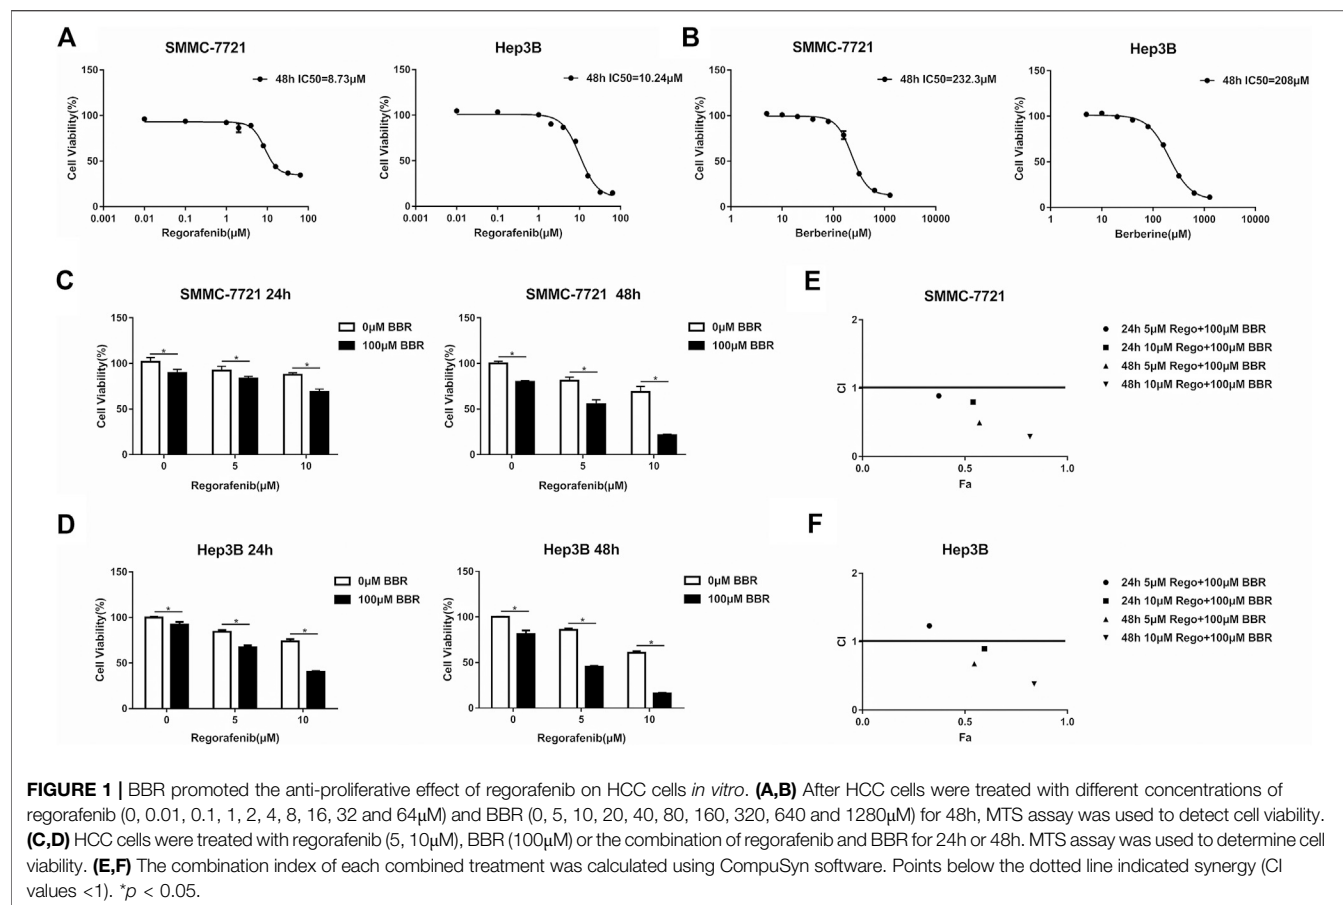 A
SMMC-7721
150
100
50
0
Cell Viability(%)
48h IC50=8.73μM
0.001 0.01 0.1 1 10 100
Regorafenib(μM)
Hep3B
150
100
50
0
Cell Viability(%)
48h IC50=10.24μM
0.001 0.01 0.1 1 10 100
Regorafenib(μM)
B
SMMC-7721
150
100
50
0
Cell Viability(%)
48h IC50=232.3μM
1 10 100 1000 10000
Berberine(μM)
Hep3B
150
100
50
0
Cell Viability(%)
48h IC50=208μM
1 10 100 1000 10000
Berberine(μM)
C
SMMC-7721 24h
150
100
50
0
Cell Viability(%)
* * *
0μM BBR
100μM BBR
0 5 10
Regorafenib(μM)
SMMC-7721 48h
150
100
50
0
Cell Viability(%)
* * *
0μM BBR
100μM BBR
0 5 10
Regorafenib(μM)
E
SMMC-7721
2
1
0
CI
0.0 0.5 1.0
Fa
24h 5μM Rego+100μM BBR
24h 10μM Rego+100μM BBR
48h 5μM Rego+100μM BBR
48h 10μM Rego+100μM BBR
D
Hep3B 24h
150
100
50
0
Cell Viability(%)
* * *
0μM BBR
100μM BBR
0 5 10
Regorafenib(μM)
Hep3B 48h
150
100
50
0
Cell Viability(%)
* * *
0μM BBR
100μM BBR
0 5 10
Regorafenib(μM)
F
Hep3B
2
1
0
CI
0.0 0.5 1.0
Fa
24h 5μM Rego+100μM BBR
24h 10μM Rego+100μM BBR
48h 5μM Rego+100μM BBR
48h 10μM Rego+100μM BBR
FIGURE 1 | BBR promoted the anti-proliferative effect of regorafenib on HCC cells in vitro. (A,B) After HCC cells were treated with different concentrations of
regorafenib (0, 0.01, 0.1, 1, 2, 4, 8, 16, 32 and 64μM) and BBR (0, 5, 10, 20, 40, 80, 160, 320, 640 and 1280μM) for 48h, MTS assay was used to detect cell viability.
(C,D) HCC cells were treated with regorafenib (5, 10μM), BBR (100μM) or the combination of regorafenib and BBR for 24h or 48h. MTS assay was used to determine cell
viability. (E,F) The combination index of each combined treatment was calculated using CompuSyn software. Points below the dotted line indicated synergy (CI
values <1). *p < 0.05.